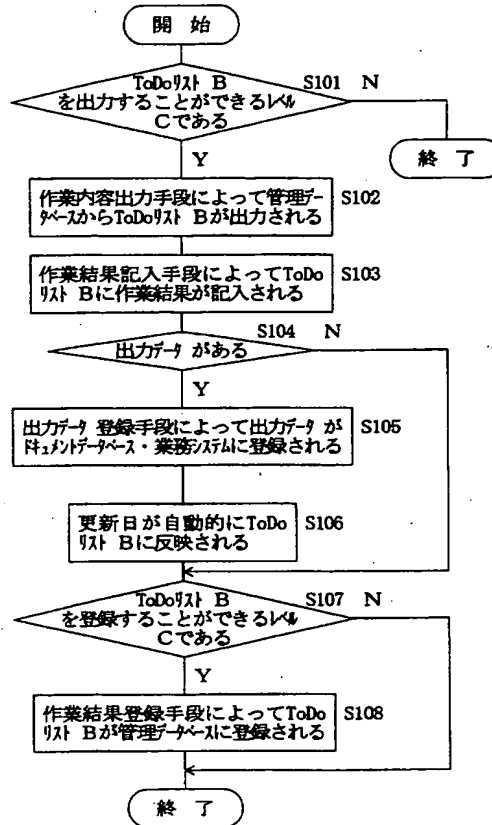 開 始
ToDoリスト B
を出力することができるレベル
Cである
S101 N
終 了
Y
作業内容出力手段によって管理デー
タベースからToDoリスト Bが出力される
S102
作業結果記入手段によってToDo
リスト Bに作業結果が記入される
S103
S104 N
出力データ がある
Y
出力データ 登録手段によって出力データ が
ドキュメントデータベース・業務システムに登録される
S105
更新日が自動的にToDo
リスト Bに反映される
S106
ToDoリスト B
を登録することができるレベル
Cである
S107 N
Y
作業結果登録手段によってToDo
リスト Bが管理データベースに登録される
S108
終 了